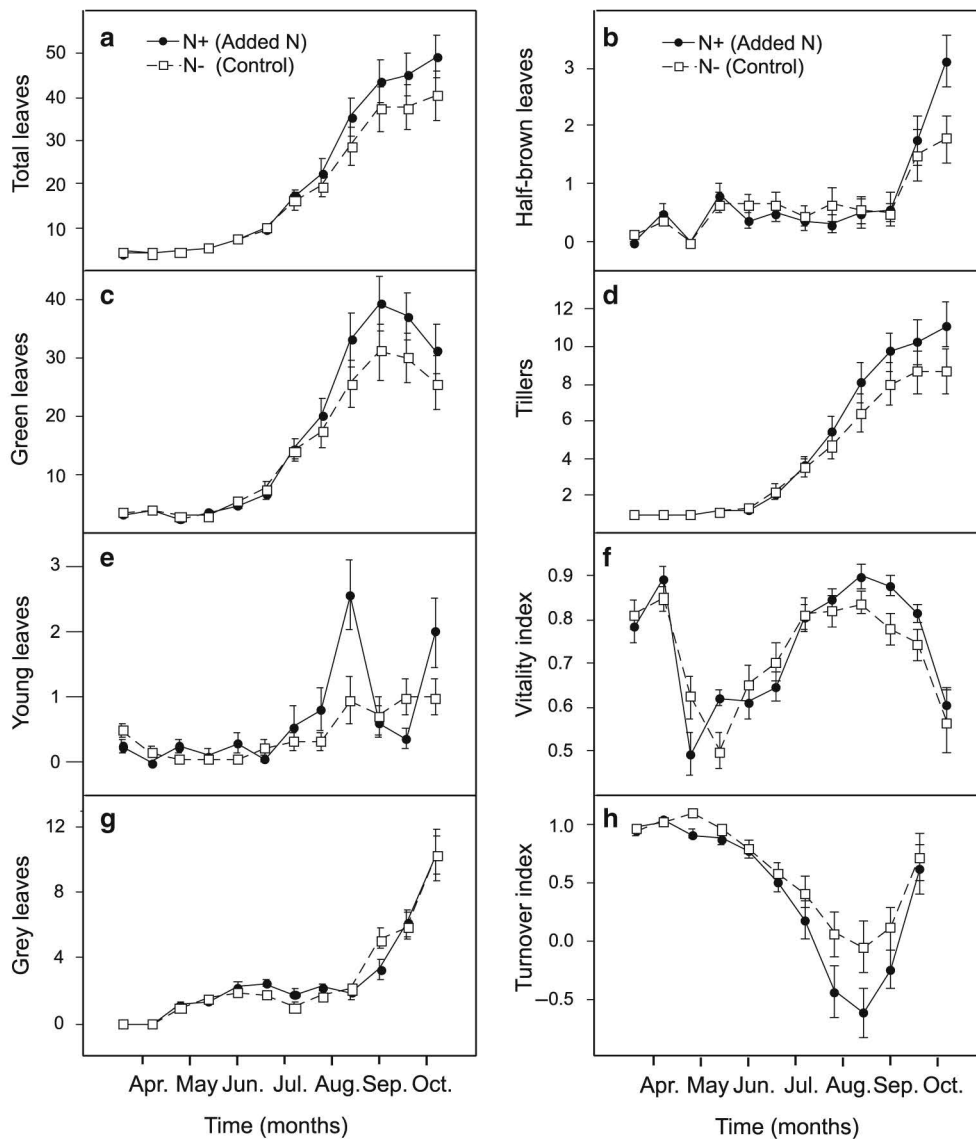 a
N+ (Added N)
N- (Control)
Total leaves
50
40
30
20
10
b
N+ (Added N)
N- (Control)
Half-brown leaves
3
2
1
0
c
Green leaves
40
30
20
10
d
Tillers
12
10
8
6
4
2
e
Young leaves
3
2
1
0
f
Vitality index
0.9
0.8
0.7
0.6
0.5
g
Grey leaves
12
8
4
0
Apr. May Jun. Jul. Aug. Sep. Oct.
Time (months)
h
Turnover index
1.0
0.5
0.0
–0.5
Apr. May Jun. Jul. Aug. Sep. Oct.
Time (months)